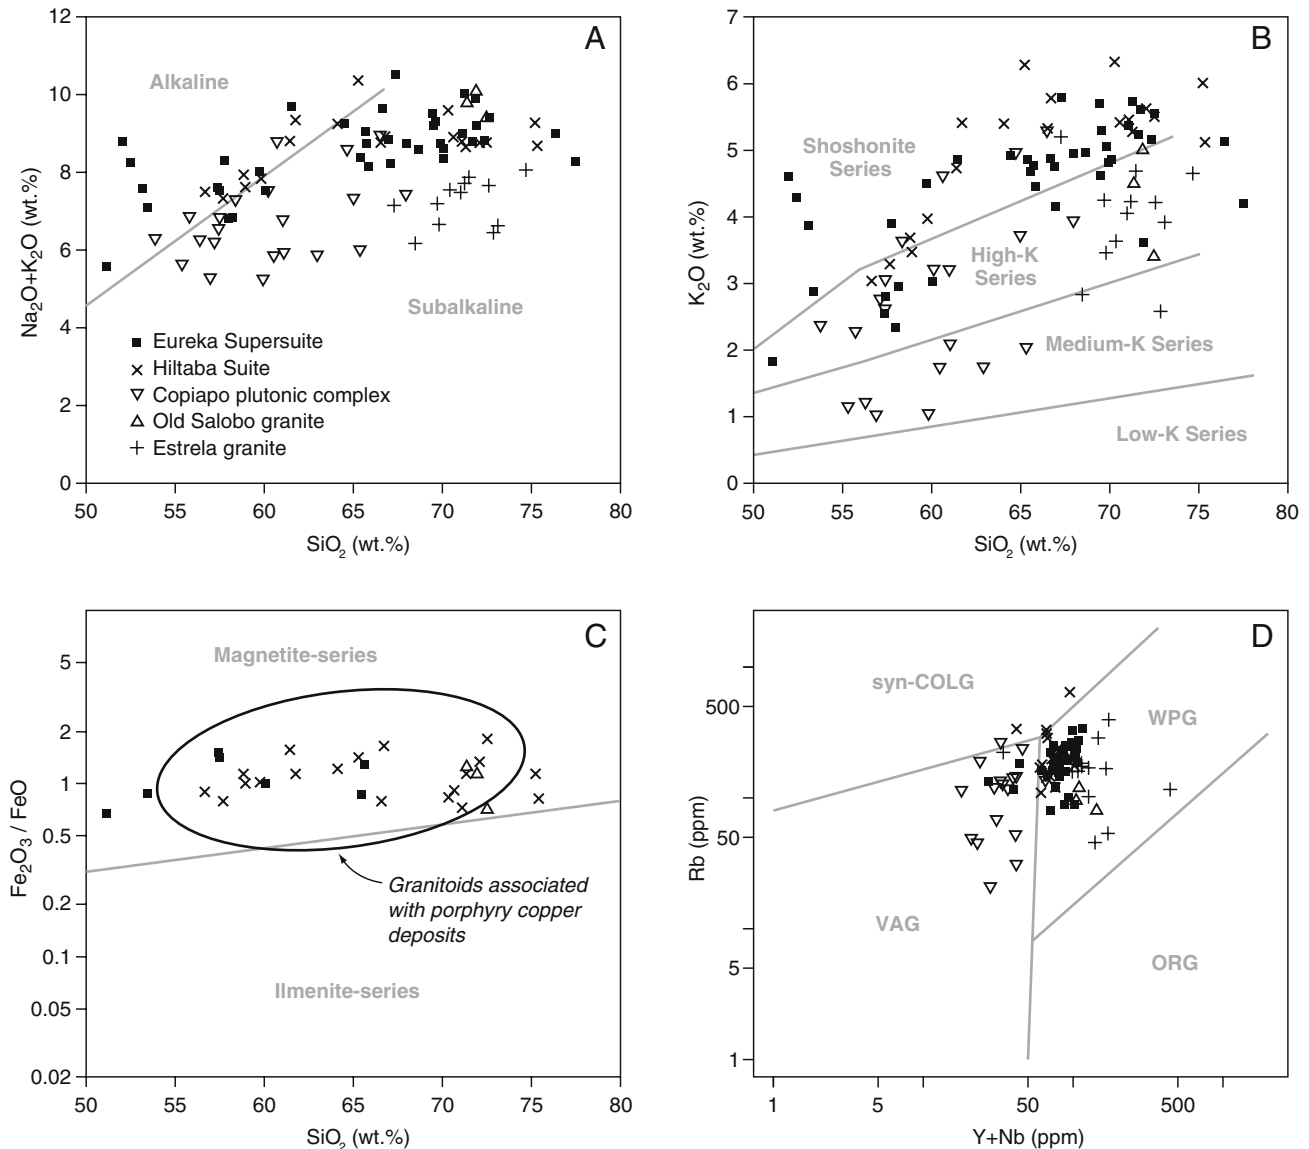 A
12
10
8
6
4
2
0
Na2O+K2O (wt.%)
Alkaline
Subalkaline
Eureka Supersuite
Hiltaba Suite
Copiapo plutonic complex
Old Salobo granite
Estrela granite
50 55 60 65 70 75 80
SiO2 (wt.%)
B
7
6
5
4
3
2
1
0
K2O (wt.%)
Shoshonite
Series
High-K
Series
Medium-K Series
Low-K Series
50 55 60 65 70 75 80
SiO2 (wt.%)
C
5
2
1
0.5
0.2
0.1
0.05
0.02
Fe2O3 / FeO
Magnetite-series
Granitoids associated
with porphyry copper
deposits
Ilmenite-series
50 55 60 65 70 75 80
SiO2 (wt.%)
D
500
50
5
1
Rb (ppm)
syn-COLG
WPG
VAG
ORG
1 5 50 500
Y+Nb (ppm)